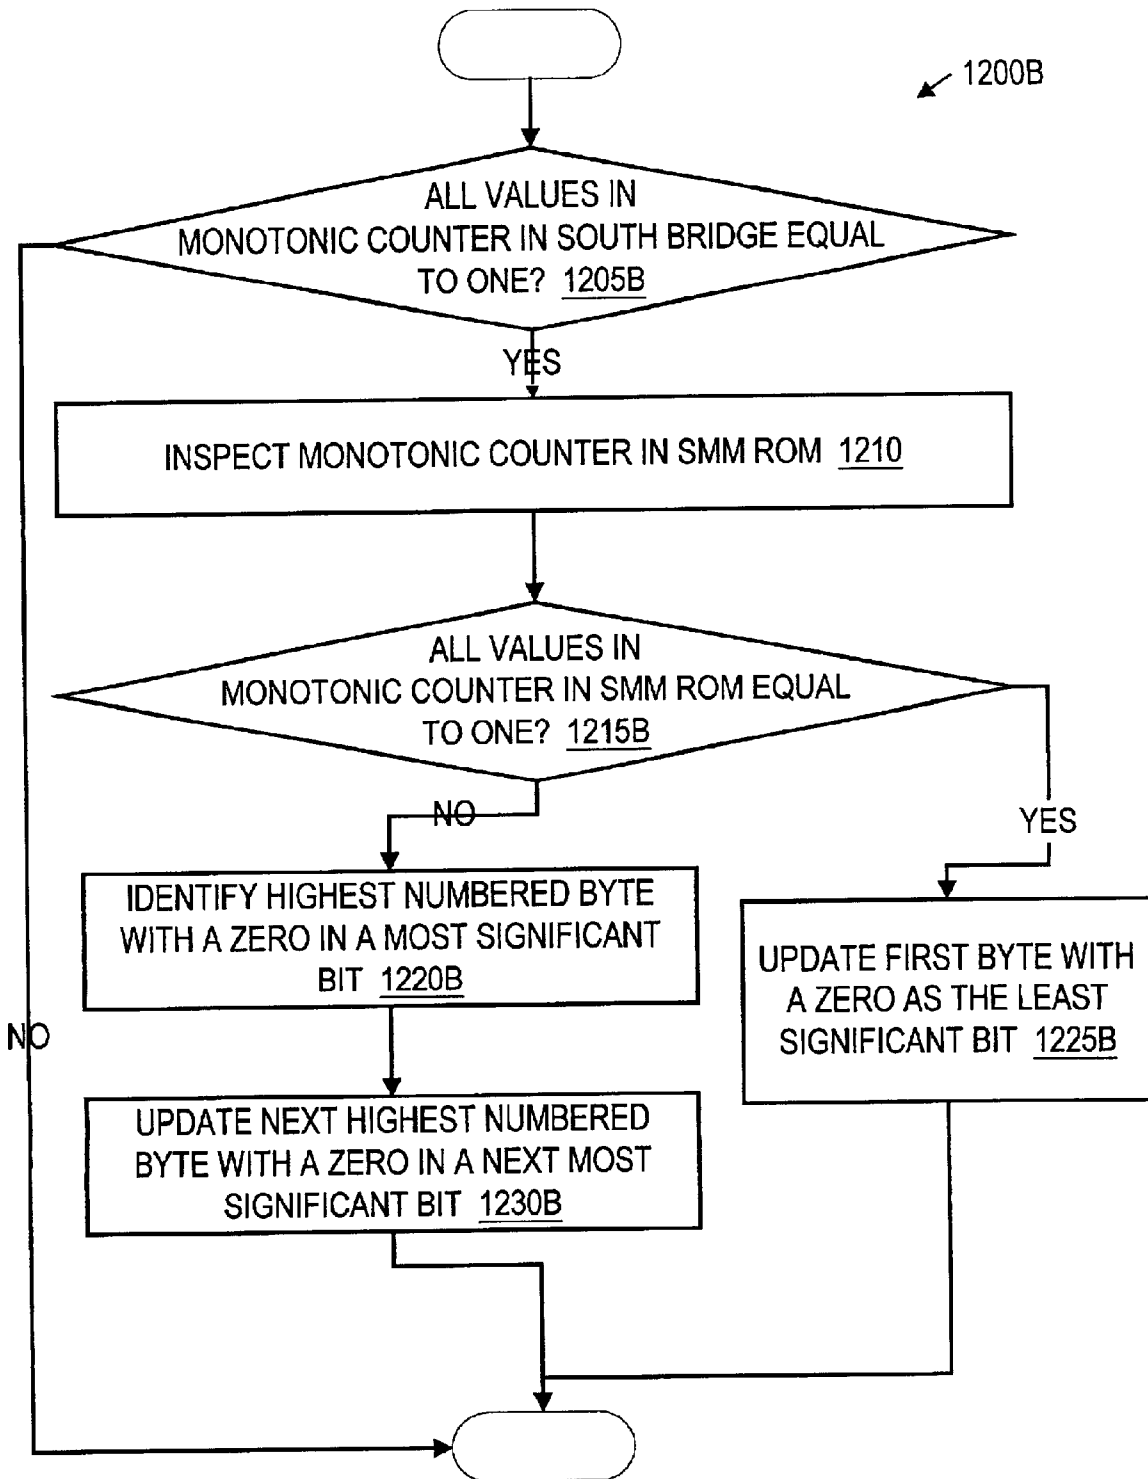 1200B
ALL VALUES IN
MONOTONIC COUNTER IN SOUTH BRIDGE EQUAL
TO ONE? 1205B
YES
INSPECT MONOTONIC COUNTER IN SMM ROM 1210
ALL VALUES IN
MONOTONIC COUNTER IN SMM ROM EQUAL
TO ONE? 1215B
NO
YES
IDENTIFY HIGHEST NUMBERED BYTE
WITH A ZERO IN A MOST SIGNIFICANT
BIT 1220B
UPDATE FIRST BYTE WITH
A ZERO AS THE LEAST
SIGNIFICANT BIT 1225B
NO
UPDATE NEXT HIGHEST NUMBERED
BYTE WITH A ZERO IN A NEXT MOST
SIGNIFICANT BIT 1230B